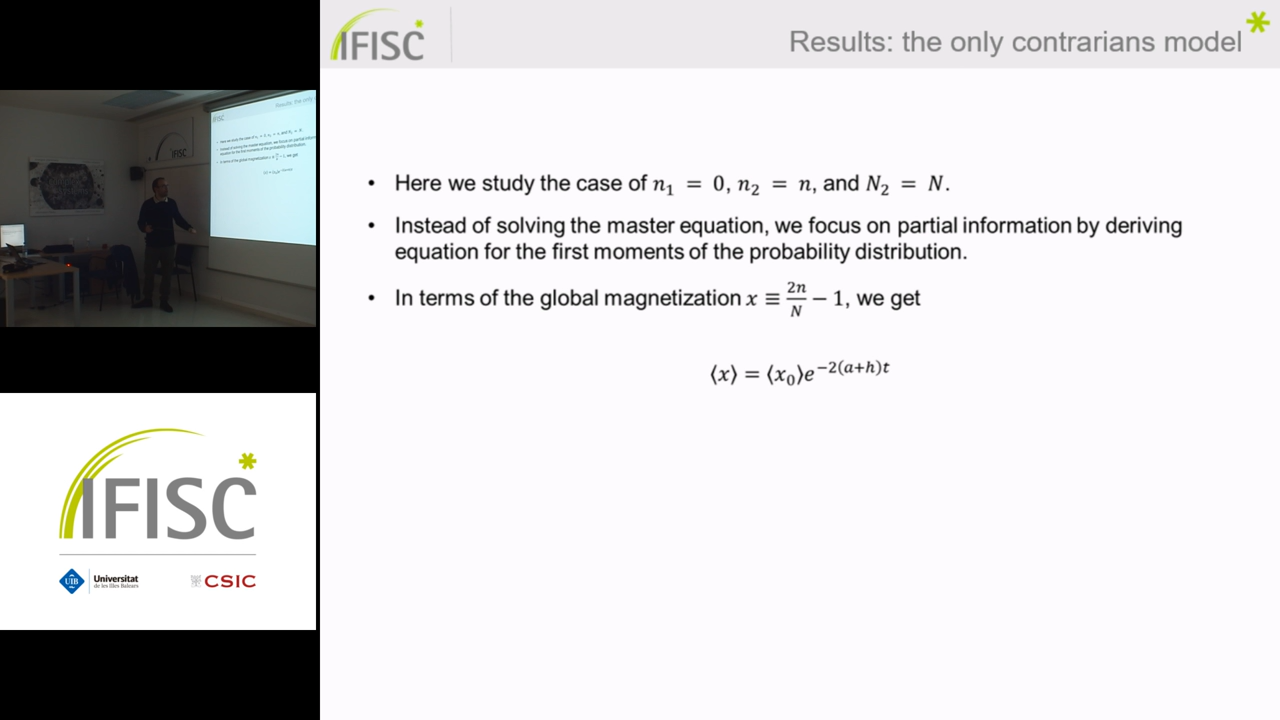 IFISC
Results: the only contrarians model
• Here we study the case of n₁ = 0, n₂ = n, and N₂ = N.
• Instead of solving the master equation, we focus on partial information by deriving
equation for the first moments of the probability distribution.
• In terms of the global magnetization x ≡ 2n/N − 1, we get
⟨x⟩ = ⟨x₀⟩e^−2(a+h)t
IFISC
UIB Universitat
de les Illes Balears
CSIC